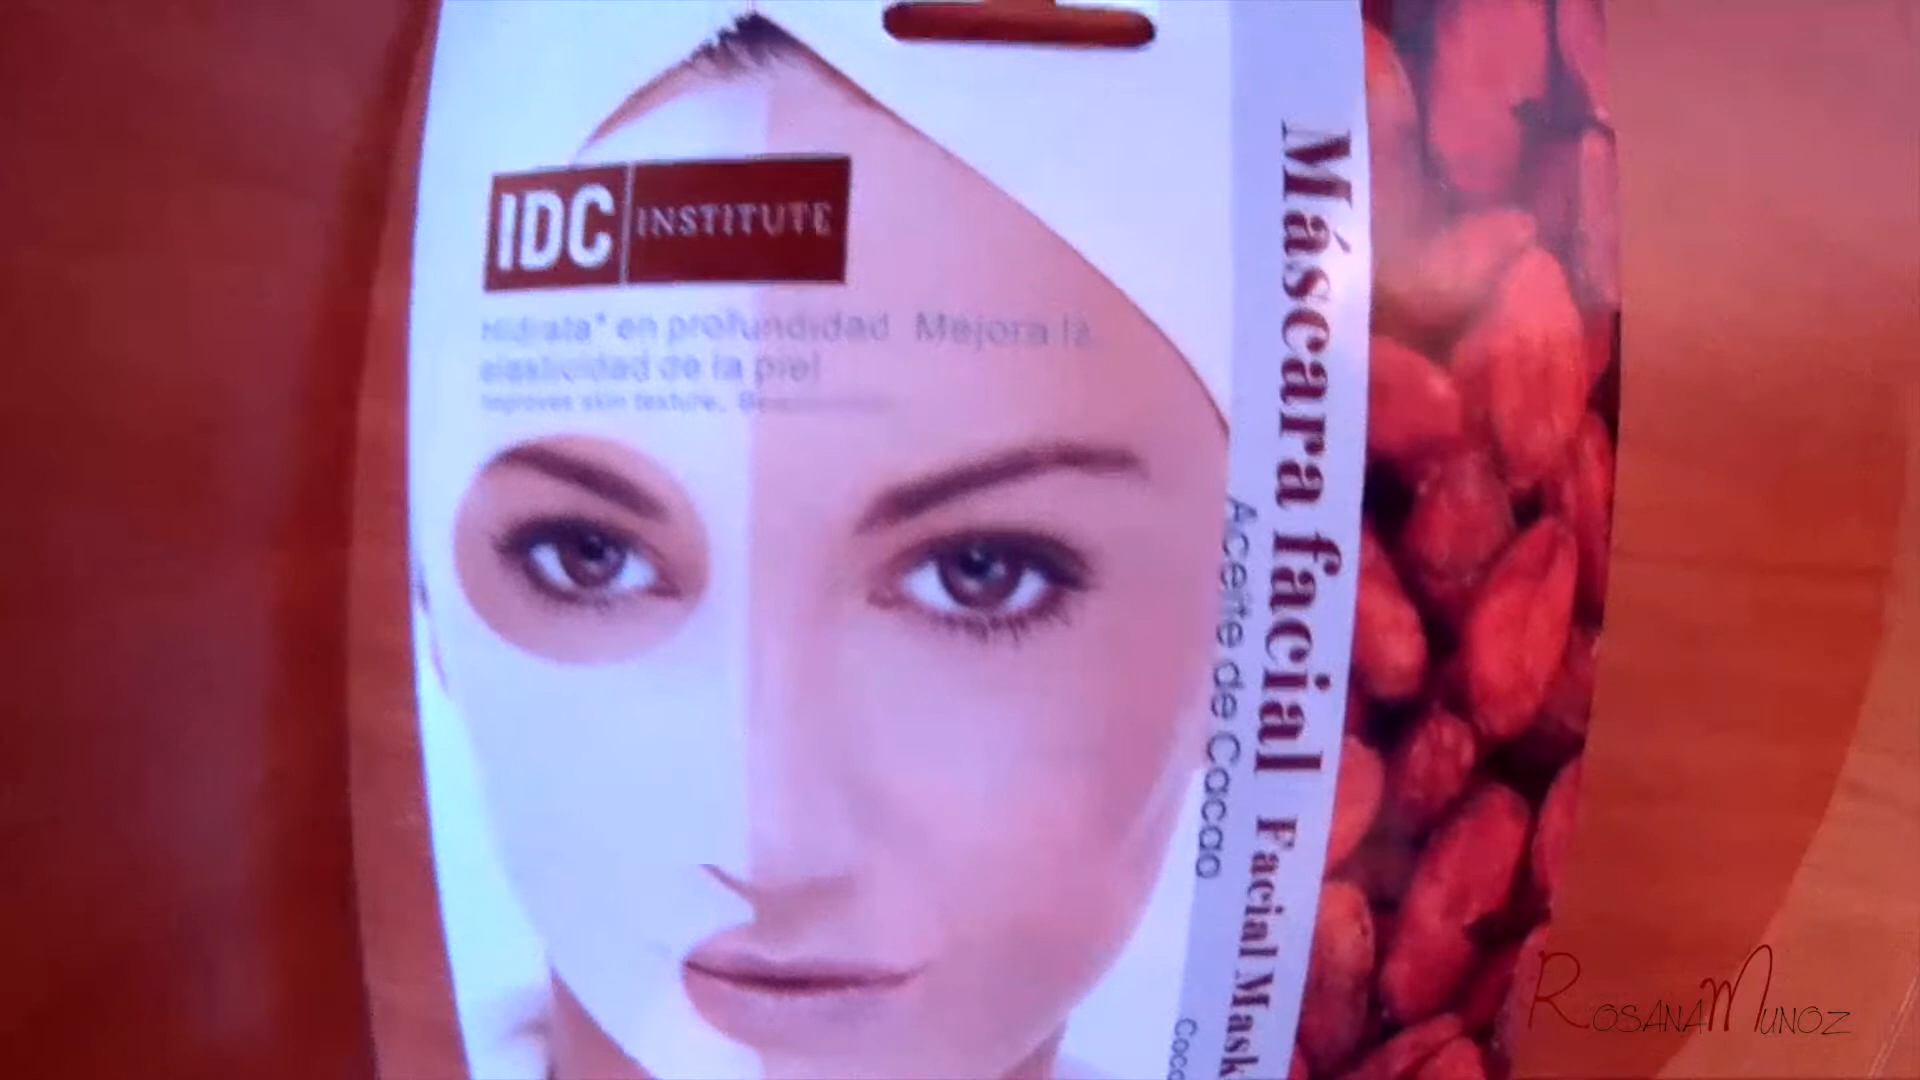 IDC INSTITUTE
Hidrata* en profundidad Mejora la
elasticidad de la piel
Improves skin texture.
Máscara facial Facial Mask
Aceite de Cacao
RosanaMunoz